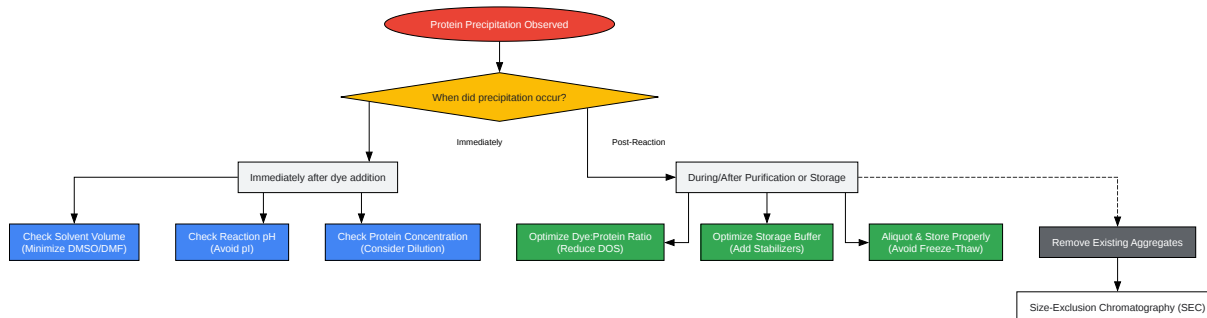 Protein Precipitation Observed
When did precipitation occur?
Immediately
Post-Reaction
Immediately after dye addition
During/After Purification or Storage
Check Solvent Volume
(Minimize DMSO/DMF)
Check Reaction pH
(Avoid pI)
Check Protein Concentration
(Consider Dilution)
Optimize Dye:Protein Ratio
(Reduce DOS)
Optimize Storage Buffer
(Add Stabilizers)
Aliquot & Store Properly
(Avoid Freeze-Thaw)
Remove Existing Aggregates
Size-Exclusion Chromatography (SEC)